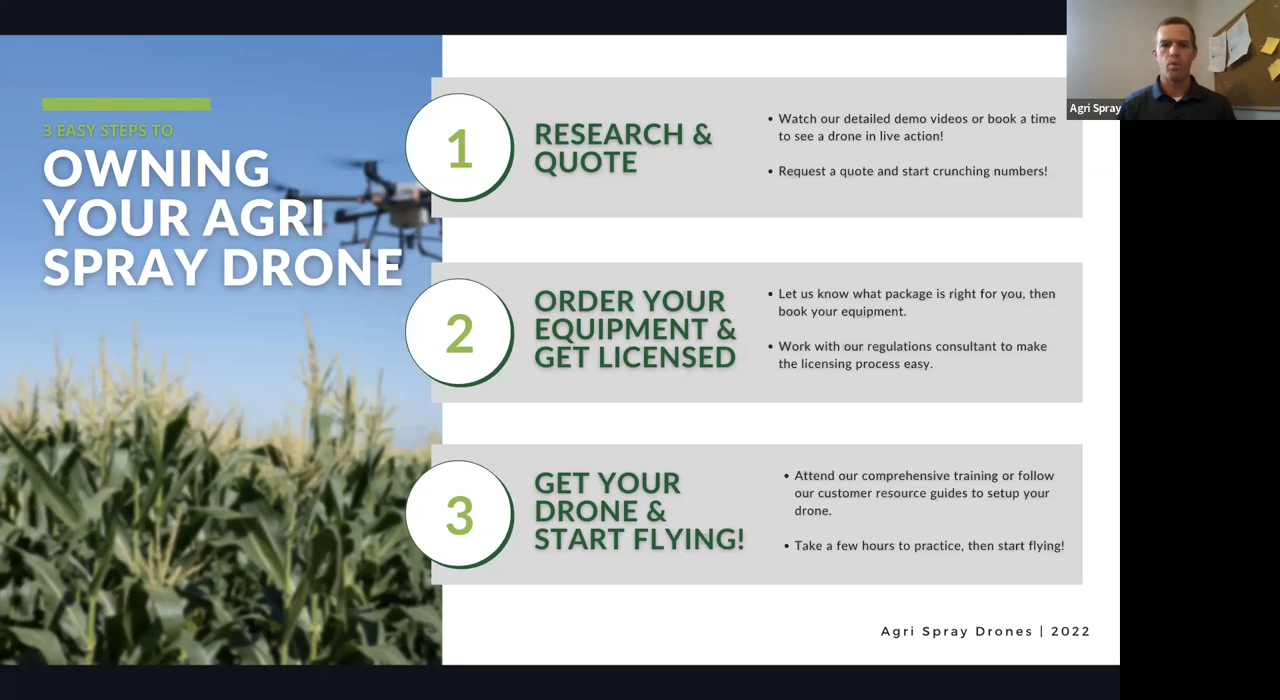 3 EASY STEPS TO
OWNING
YOUR AGRI
SPRAY DRONE
1
RESEARCH &
QUOTE
• Watch our detailed demo videos or book a time
to see a drone in live action!
• Request a quote and start crunching numbers!
2
ORDER YOUR
EQUIPMENT &
GET LICENSED
• Let us know what package is right for you, then
book your equipment.
• Work with our regulations consultant to make
the licensing process easy.
3
GET YOUR
DRONE &
START FLYING!
• Attend our comprehensive training or follow
our customer resource guides to setup your
drone.
• Take a few hours to practice, then start flying!
Agri Spray Drones | 2022
Agri Spray